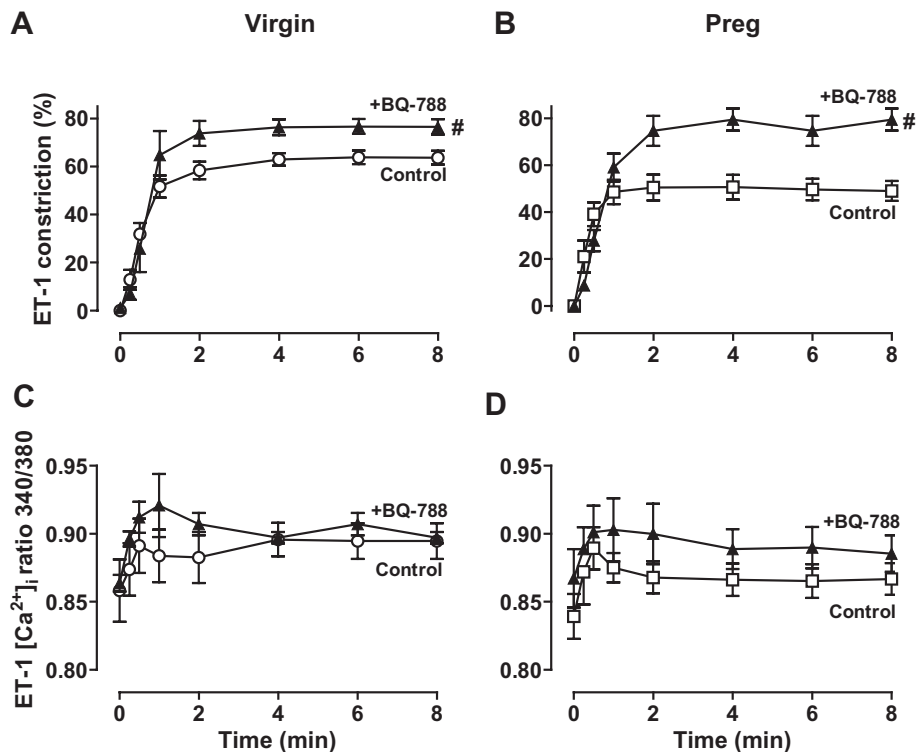 A
Virgin
B
Preg
ET-1 constriction (%)
80
60
40
20
0
+BQ-788
#
Control
0 2 4 6 8
80
60
40
20
0
+BQ-788
#
Control
0 2 4 6 8
C
ET-1 [Ca²⁺]ᵢ ratio 340/380
0.95
0.90
0.85
0.80
+BQ-788
Control
0 2 4 6 8
Time (min)
D
0.95
0.90
0.85
0.80
+BQ-788
Control
0 2 4 6 8
Time (min)